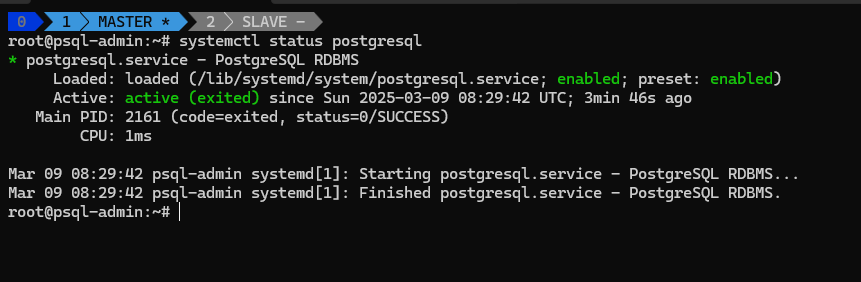 0 1 MASTER * 2 SLAVE -
root@psql-admin:~# systemctl status postgresql
* postgresql.service - PostgreSQL RDBMS
     Loaded: loaded (/lib/systemd/system/postgresql.service; enabled; preset: enabled)
     Active: active (exited) since Sun 2025-03-09 08:29:42 UTC; 3min 46s ago
   Main PID: 2161 (code=exited, status=0/SUCCESS)
        CPU: 1ms
Mar 09 08:29:42 psql-admin systemd[1]: Starting postgresql.service - PostgreSQL RDBMS...
Mar 09 08:29:42 psql-admin systemd[1]: Finished postgresql.service - PostgreSQL RDBMS.
root@psql-admin:~#